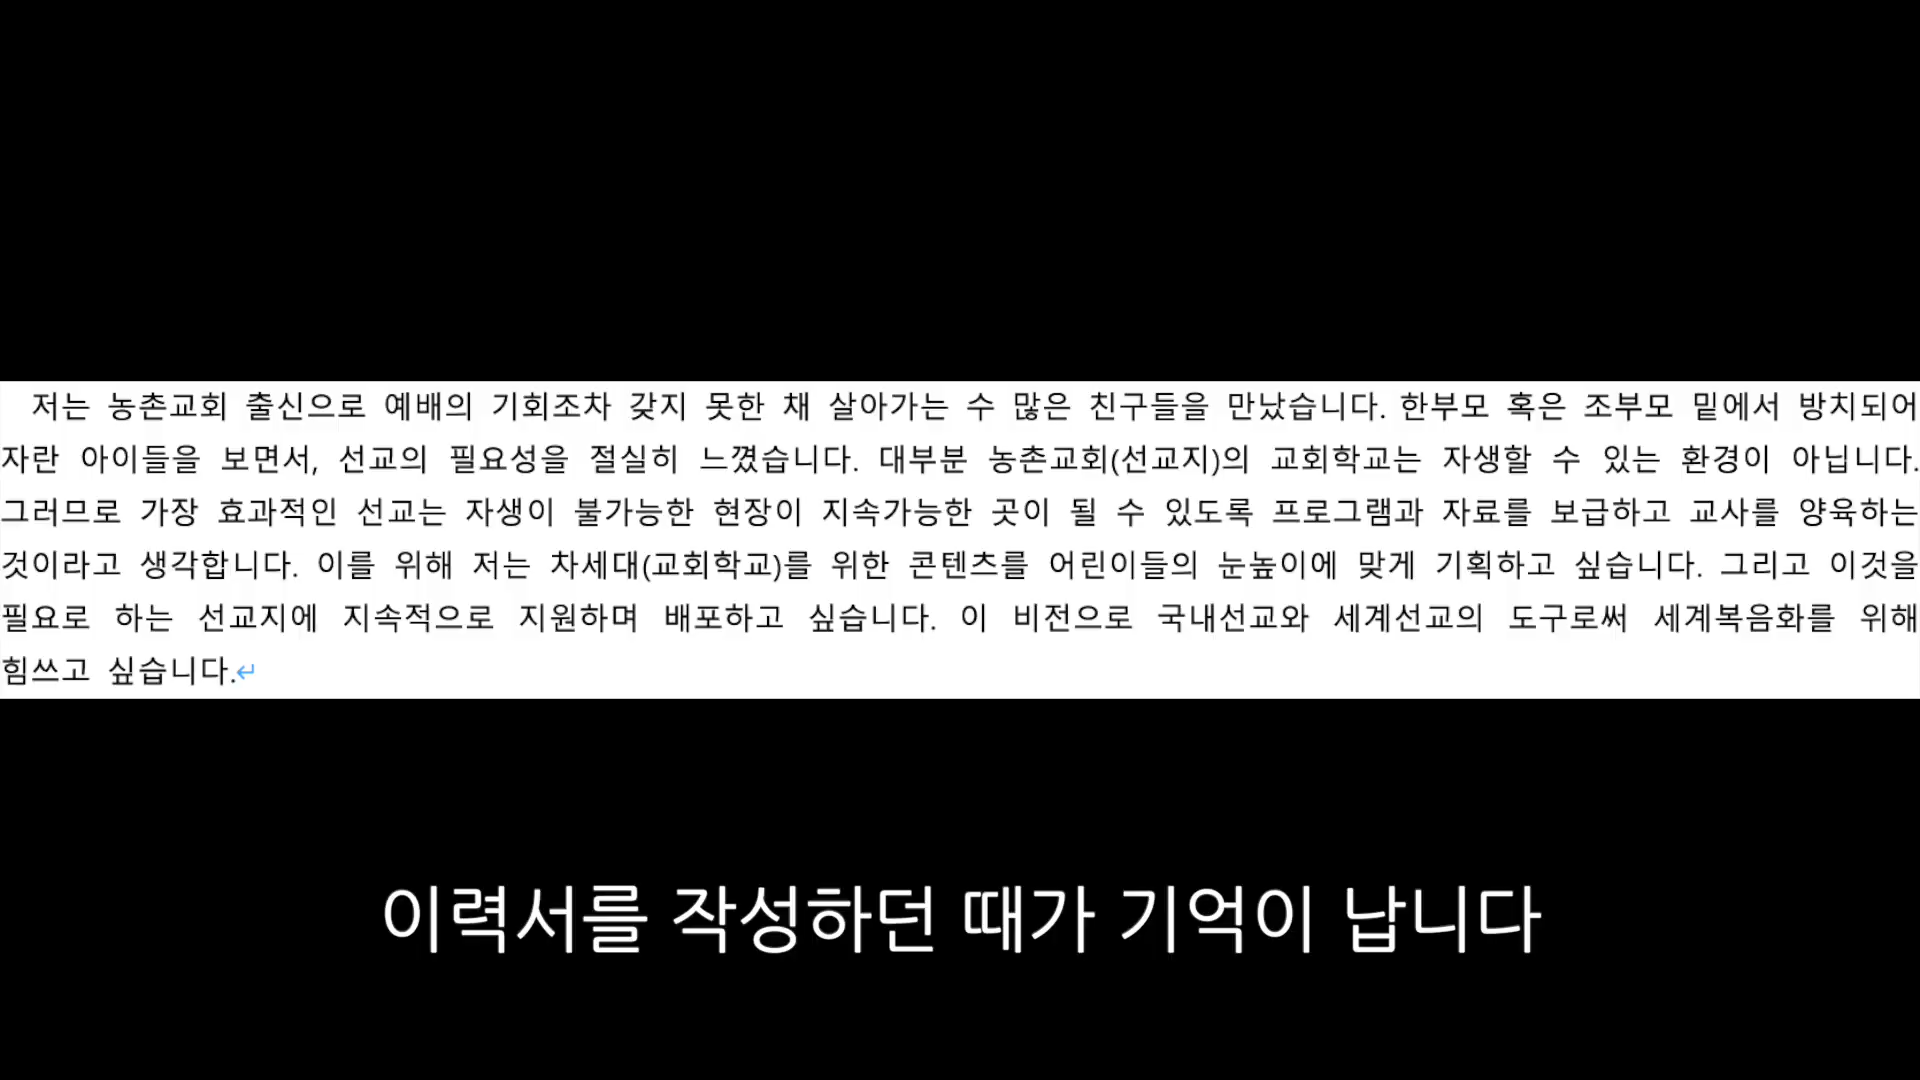 저는 농촌교회 출신으로 예배의 기회조차 갖지 못한 채 살아가는 수 많은 친구들을 만났습니다. 한부모 혹은 조부모 밑에서 방치되어
자란 아이들을 보면서, 선교의 필요성을 절실히 느꼈습니다. 대부분 농촌교회(선교지)의 교회학교는 자생할 수 있는 환경이 아닙니다.
그러므로 가장 효과적인 선교는 자생이 불가능한 현장이 지속가능한 곳이 될 수 있도록 프로그램과 자료를 보급하고 교사를 양육하는
것이라고 생각합니다. 이를 위해 저는 차세대(교회학교)를 위한 콘텐츠를 어린이들의 눈높이에 맞게 기획하고 싶습니다. 그리고 이것을
필요로 하는 선교지에 지속적으로 지원하며 배포하고 싶습니다. 이 비전으로 국내선교와 세계선교의 도구로써 세계복음화를 위해
힘쓰고 싶습니다.↵
이력서를 작성하던 때가 기억이 납니다